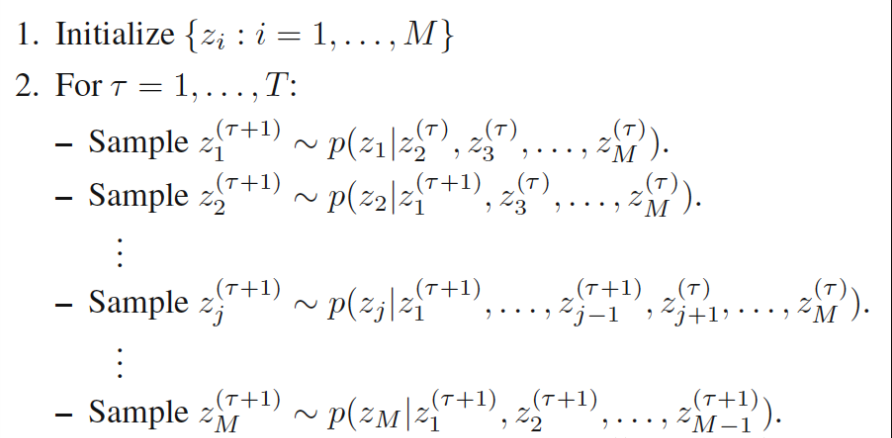 1. Initialize {z_i : i = 1, . . . , M}
2. For τ = 1, . . . , T:
– Sample z_1^{(τ+1)} ∼ p(z_1|z_2^{(τ)}, z_3^{(τ)}, . . . , z_M^{(τ)}).
– Sample z_2^{(τ+1)} ∼ p(z_2|z_1^{(τ+1)}, z_3^{(τ)}, . . . , z_M^{(τ)}).
⋮
– Sample z_j^{(τ+1)} ∼ p(z_j|z_1^{(τ+1)}, . . . , z_{j−1}^{(τ+1)}, z_{j+1}^{(τ)}, . . . , z_M^{(τ)}).
⋮
– Sample z_M^{(τ+1)} ∼ p(z_M|z_1^{(τ+1)}, z_2^{(τ+1)}, . . . , z_{M−1}^{(τ+1)}).